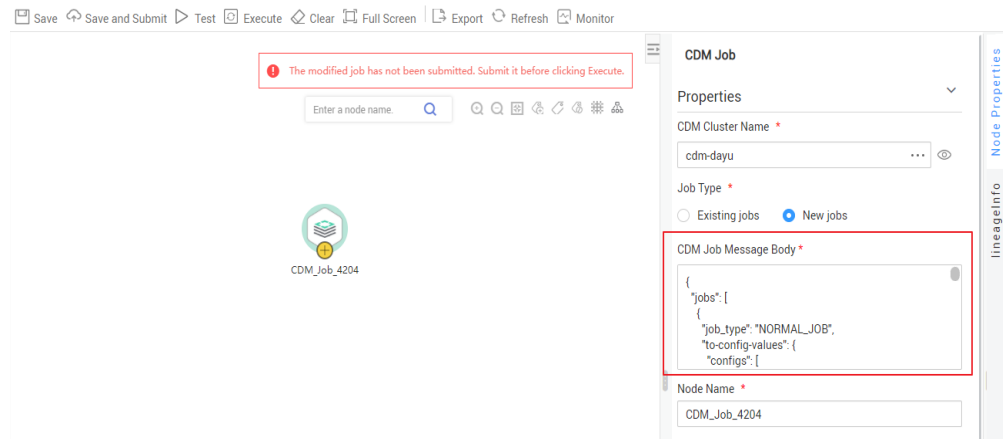 Save Save and Submit Test Execute Clear Full Screen Export Refresh Monitor
The modified job has not been submitted. Submit it before clicking Execute.
Enter a node name.
CDM_Job_4204
CDM Job
Properties
CDM Cluster Name *
cdm-dayu ...
Job Type *
Existing jobs New jobs
CDM Job Message Body *
{
"jobs": [
{
"job_type": "NORMAL_JOB",
"to-config-values": {
"configs": [
Node Name *
CDM_Job_4204
Node Properties
lineageInfo